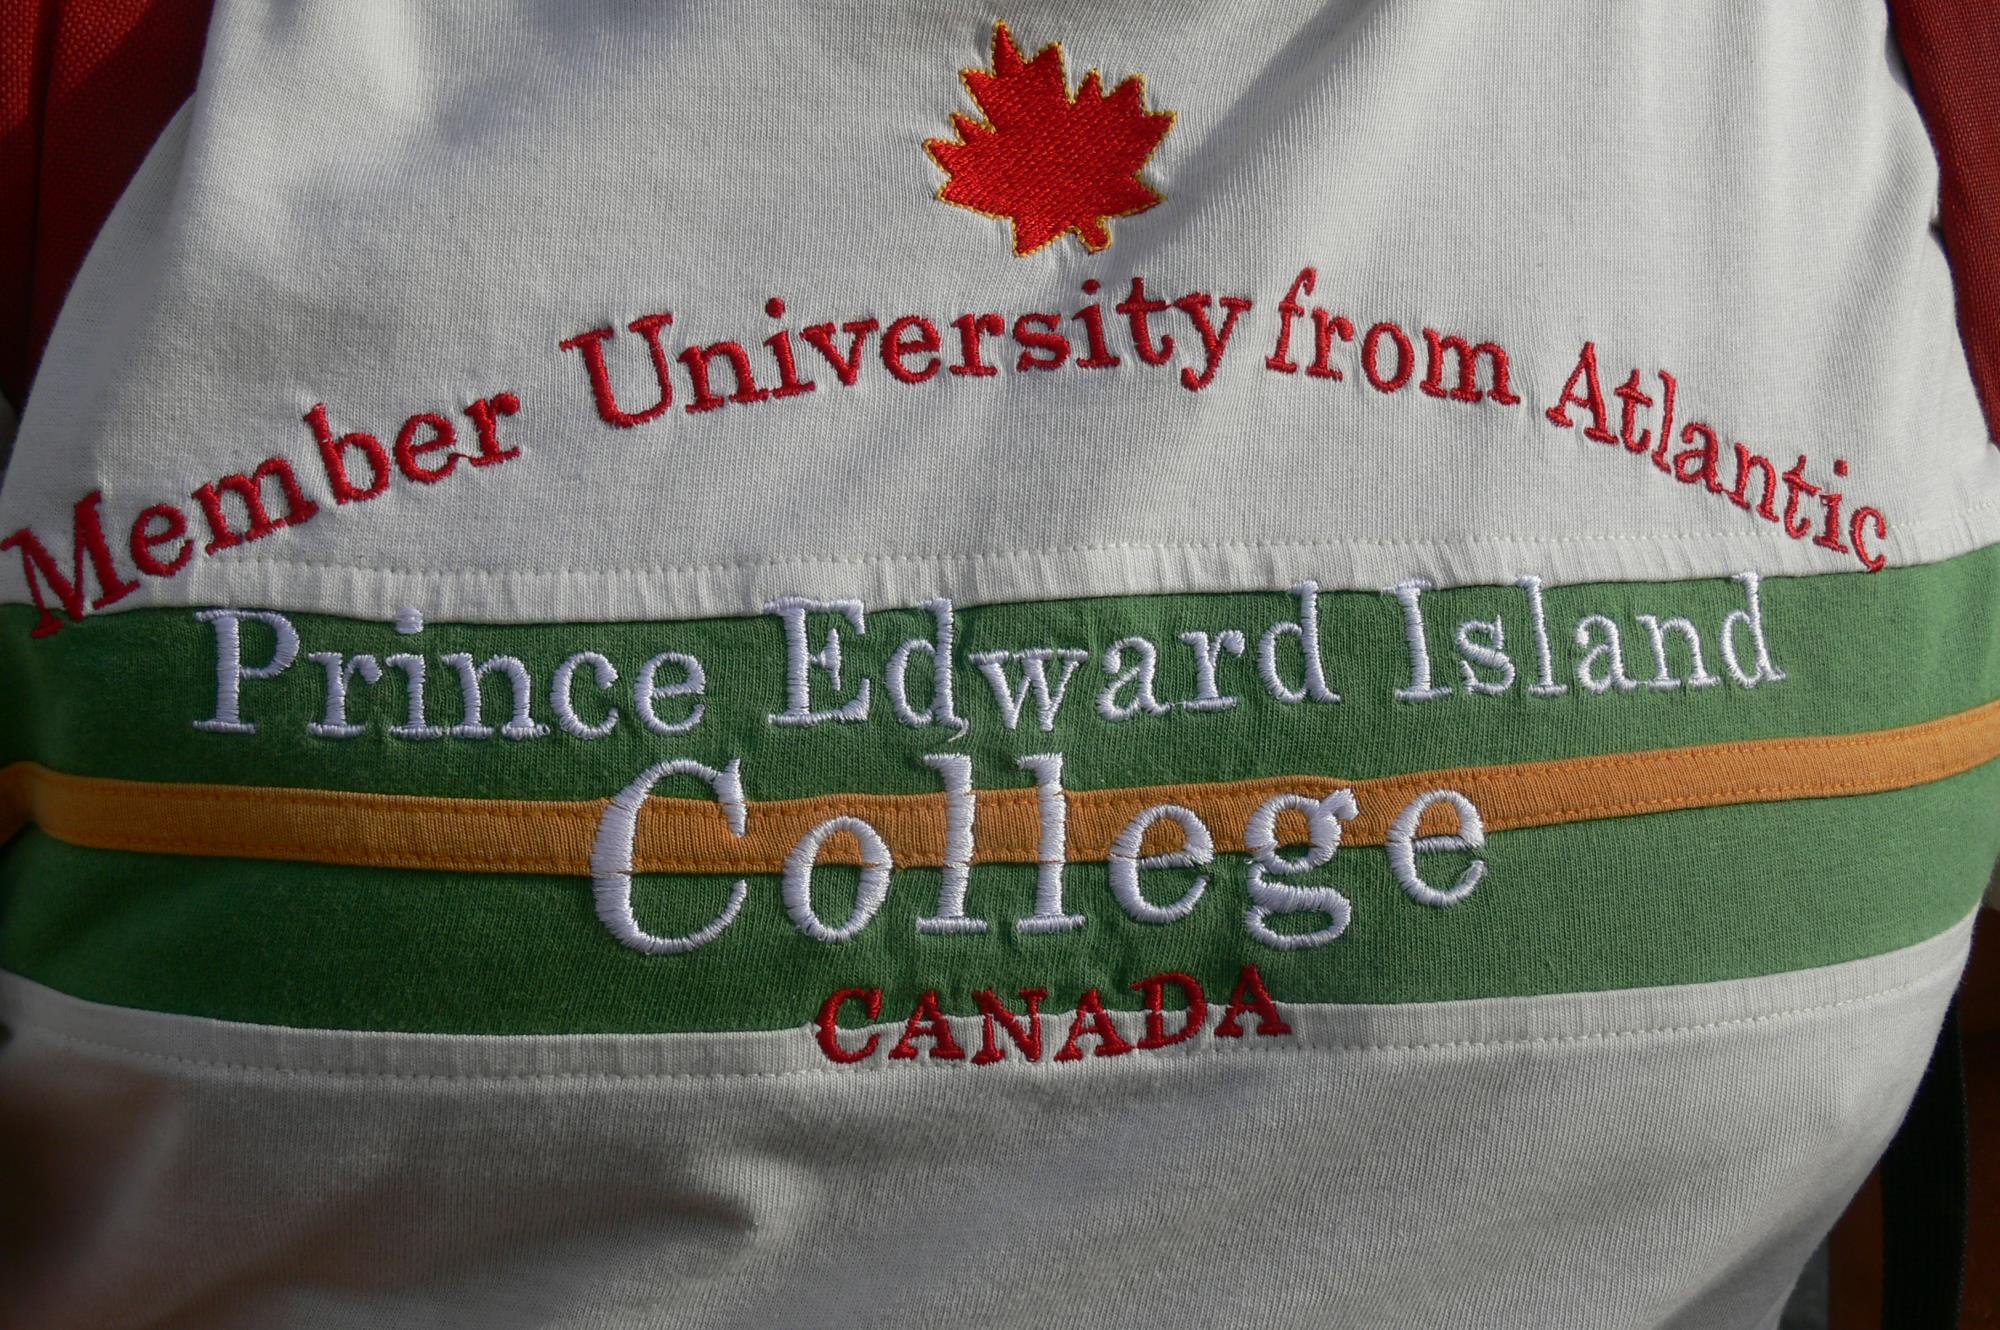 Member University from Atlantic
Prince Edward Island
College
CANADA